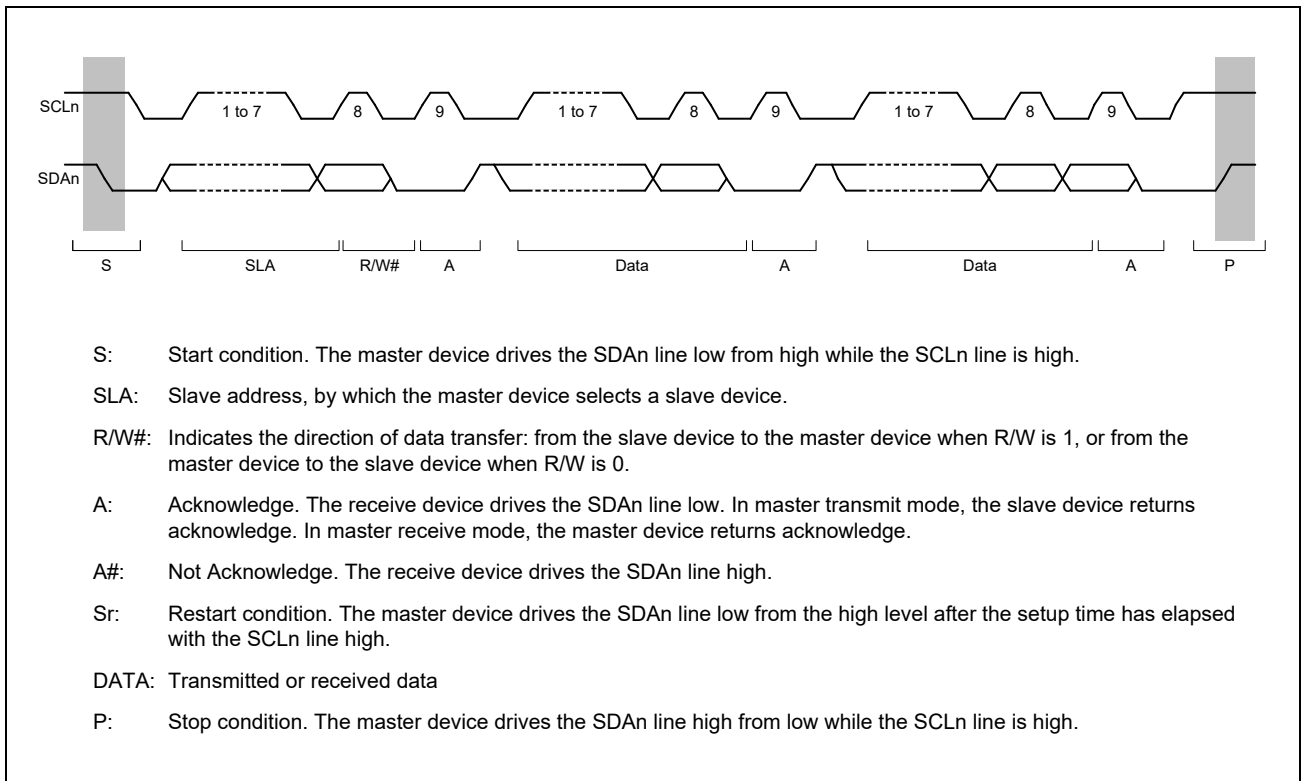 SCLn 1 to 7 8 9 1 to 7 8 9 1 to 7 8 9
SDAn
S SLA R/W# A Data A Data A P
S: Start condition. The master device drives the SDAn line low from high while the SCLn line is high.
SLA: Slave address, by which the master device selects a slave device.
R/W#: Indicates the direction of data transfer: from the slave device to the master device when R/W is 1, or from the
master device to the slave device when R/W is 0.
A: Acknowledge. The receive device drives the SDAn line low. In master transmit mode, the slave device returns
acknowledge. In master receive mode, the master device returns acknowledge.
A#: Not Acknowledge. The receive device drives the SDAn line high.
Sr: Restart condition. The master device drives the SDAn line low from the high level after the setup time has elapsed
with the SCLn line high.
DATA: Transmitted or received data
P: Stop condition. The master device drives the SDAn line high from low while the SCLn line is high.